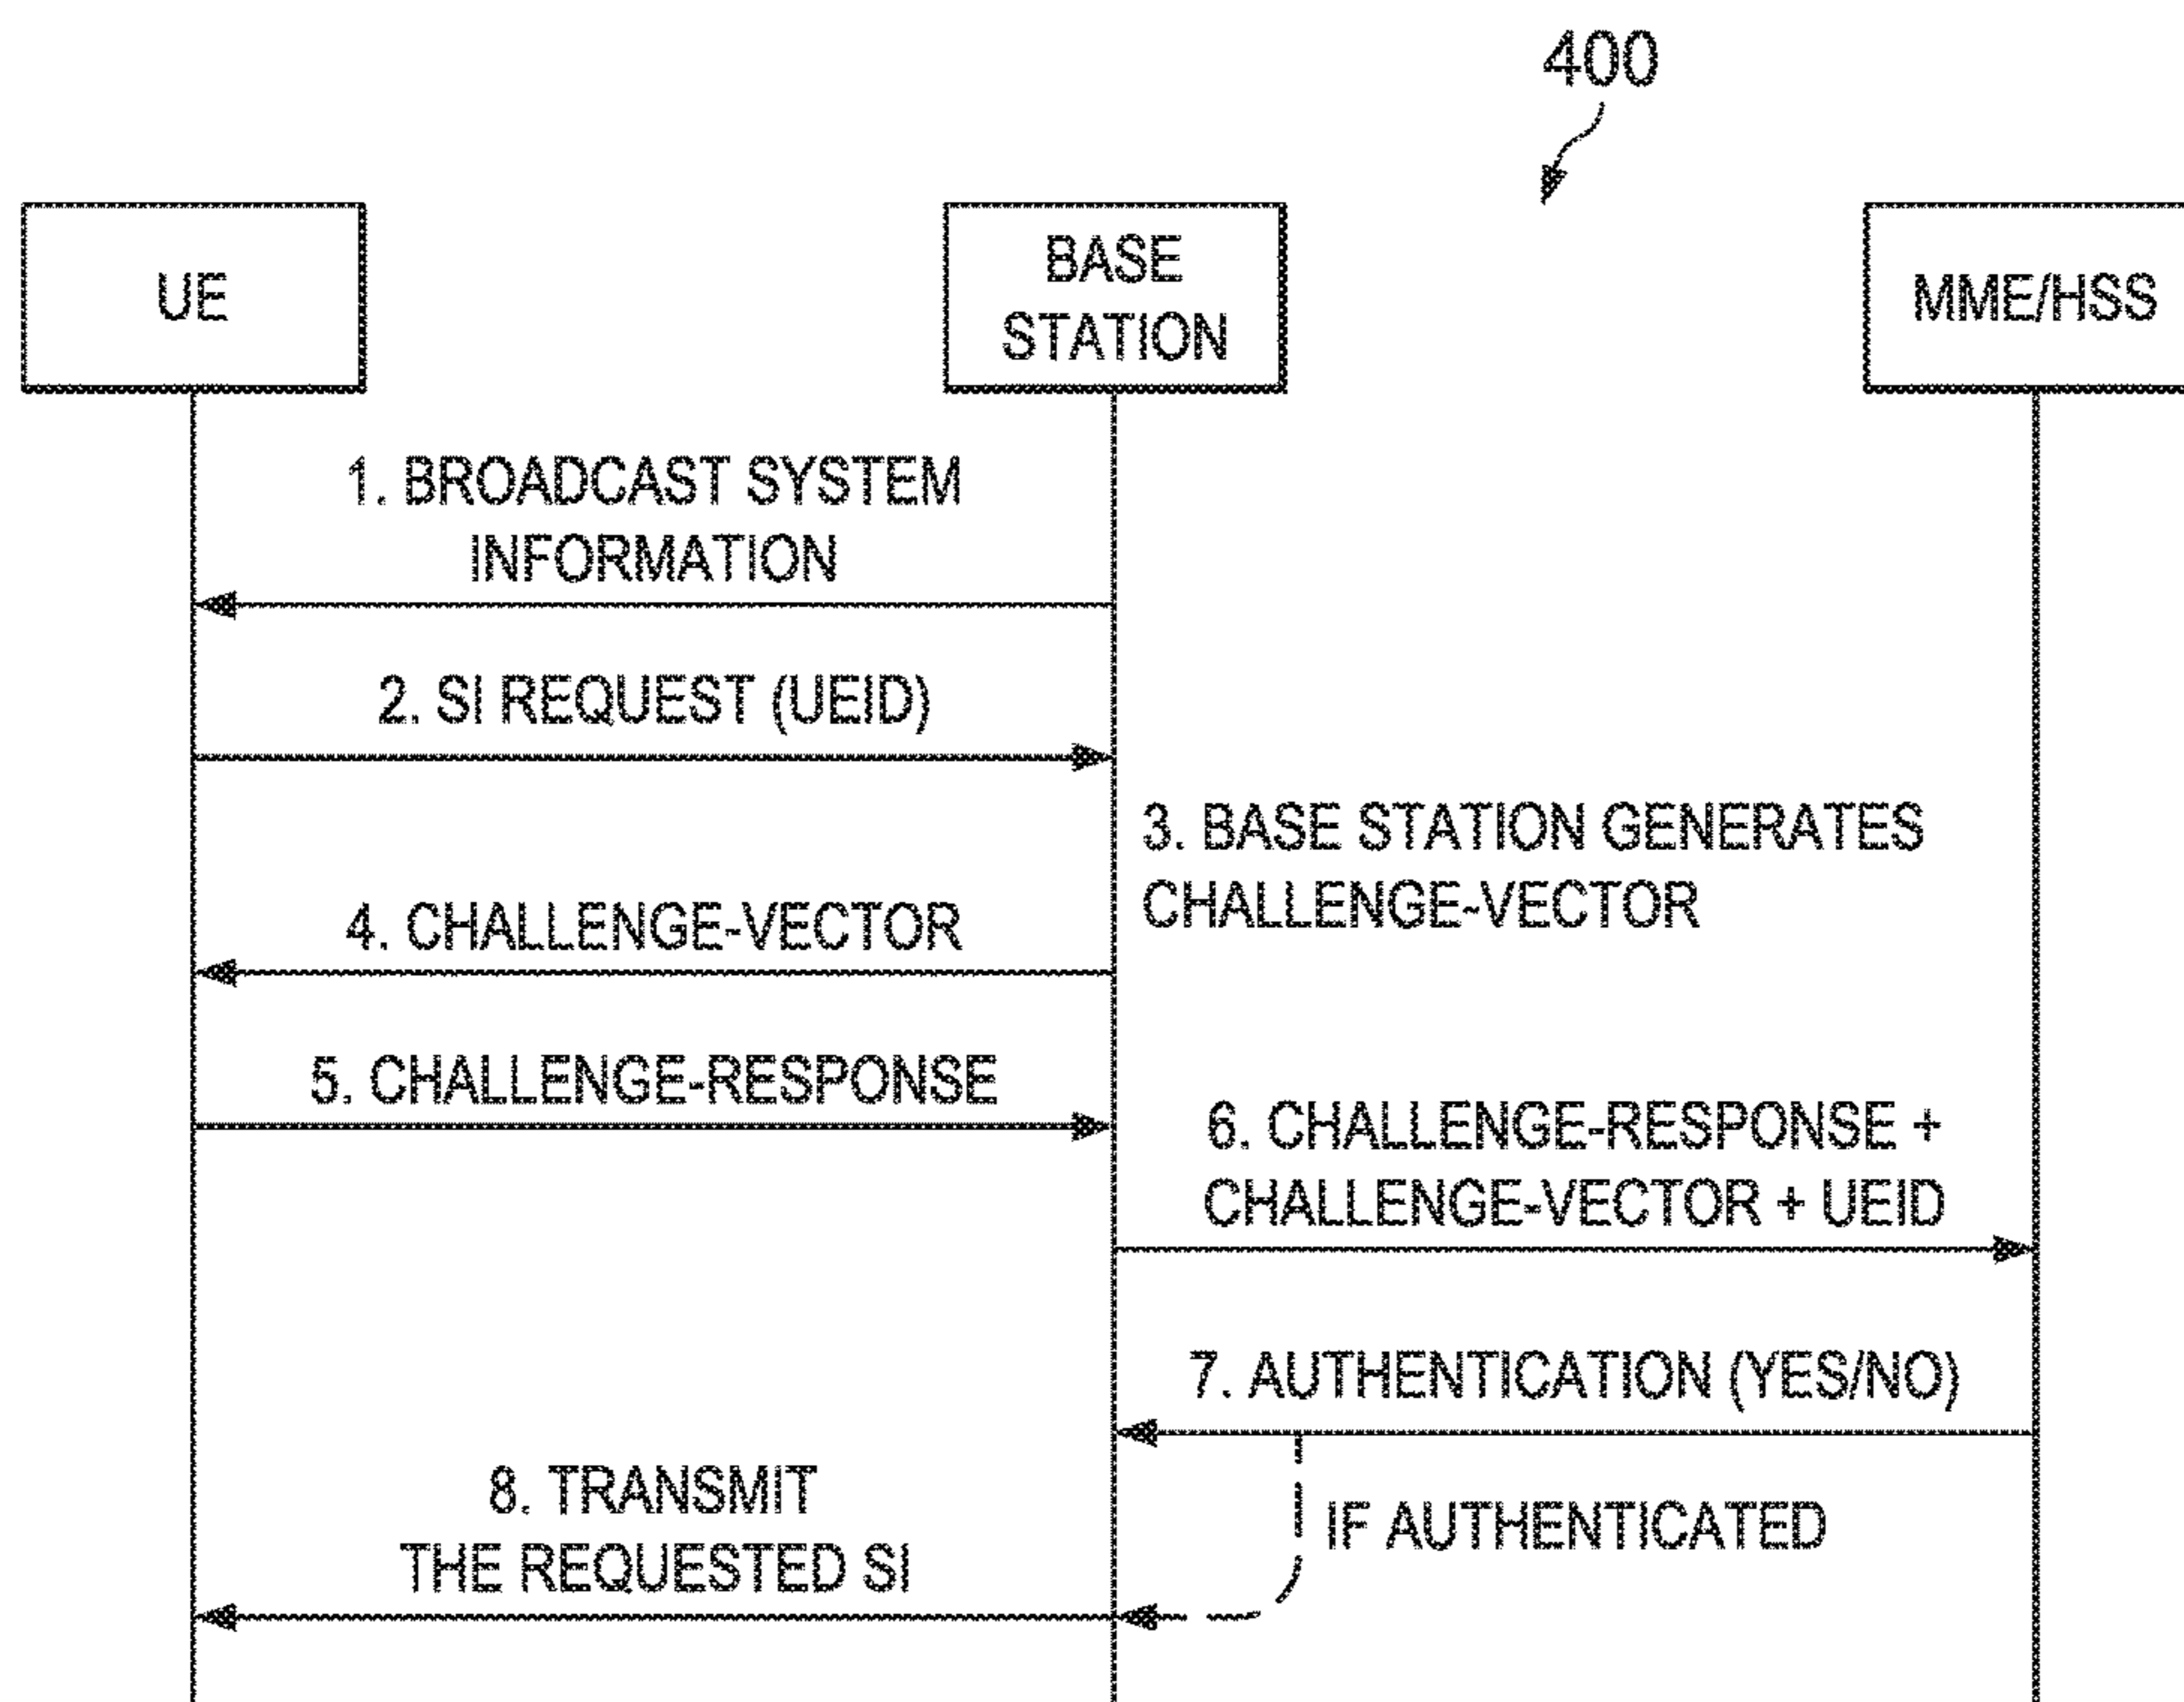 400
UE
BASE
STATION
MME/HSS
1. BROADCAST SYSTEM
INFORMATION
2. SI REQUEST (UEID)
3. BASE STATION GENERATES
CHALLENGE-VECTOR
4. CHALLENGE-VECTOR
5. CHALLENGE-RESPONSE
6. CHALLENGE-RESPONSE +
CHALLENGE-VECTOR + UEID
7. AUTHENTICATION (YES/NO)
8. TRANSMIT
THE REQUESTED SI
IF AUTHENTICATED